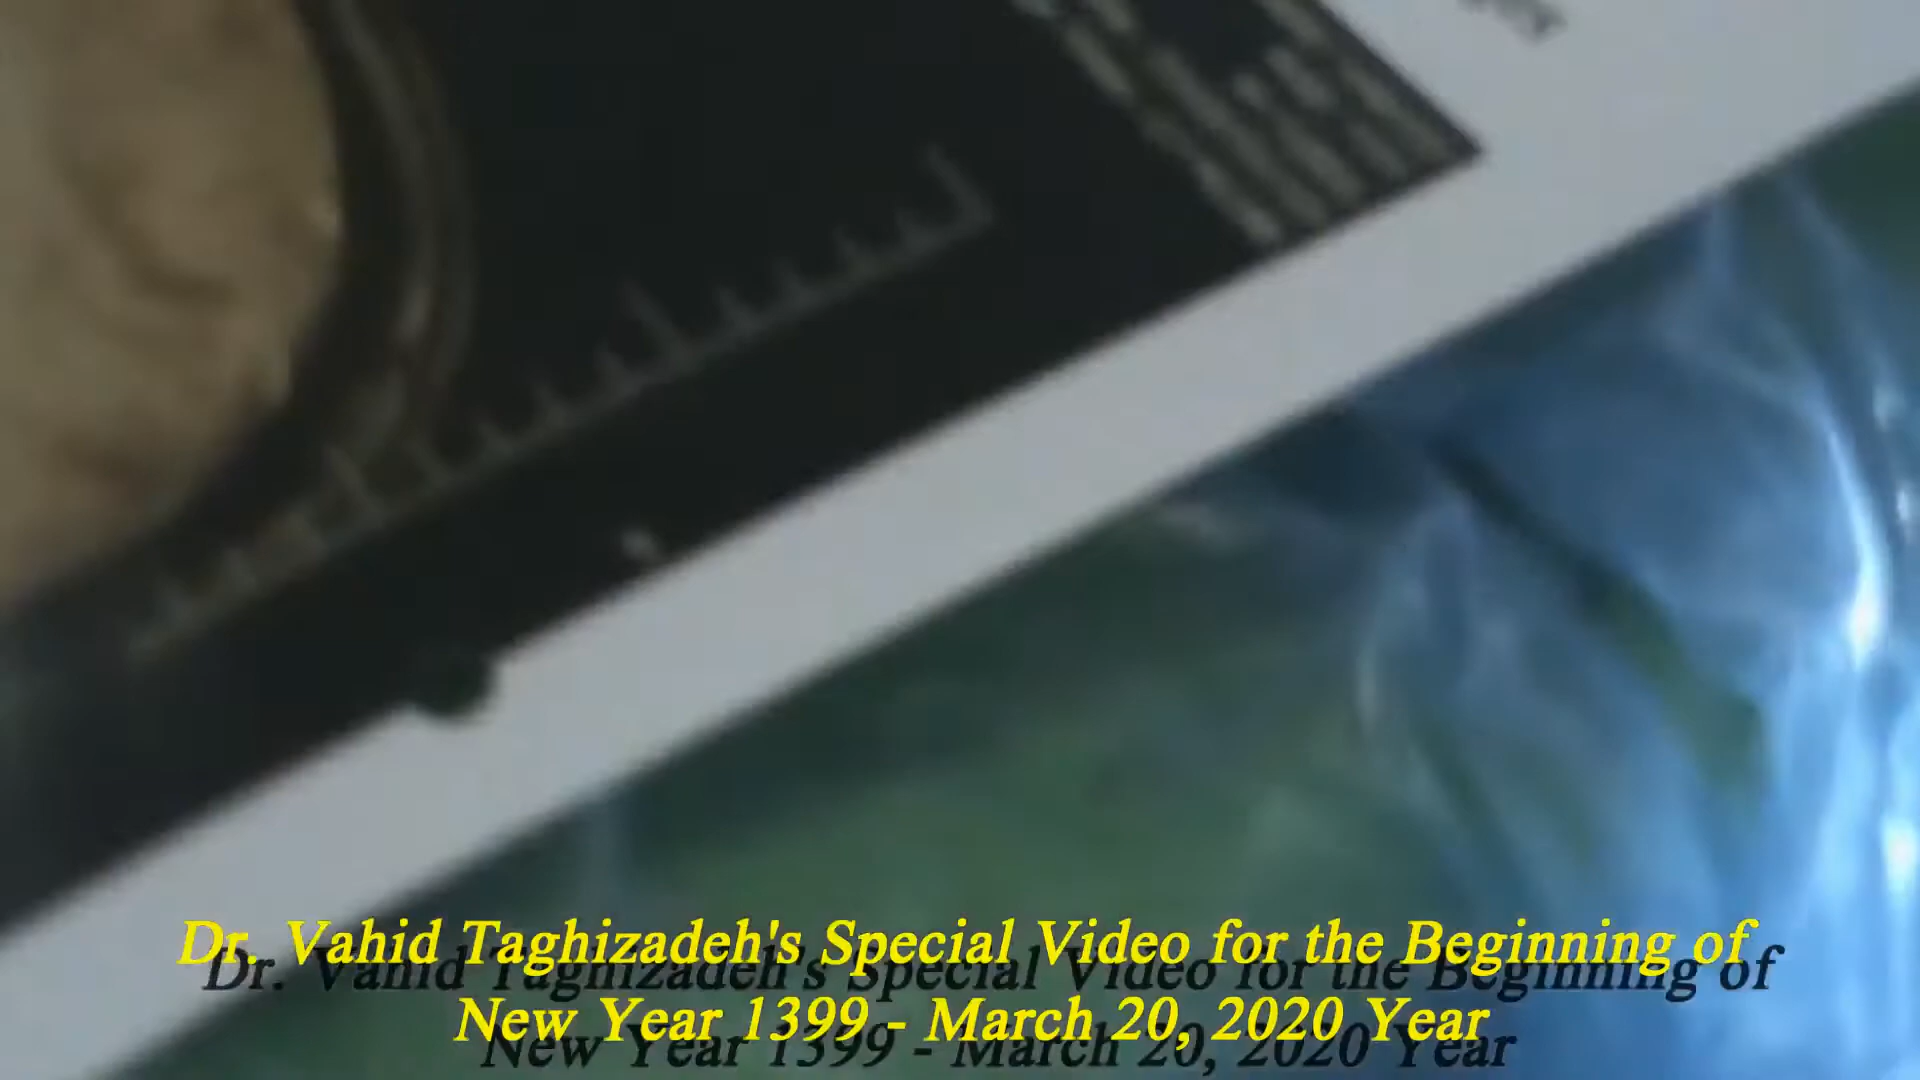 Dr. Vahid Taghizadeh's Special Video for the Beginning of
New Year 1399 - March 20, 2020 Year